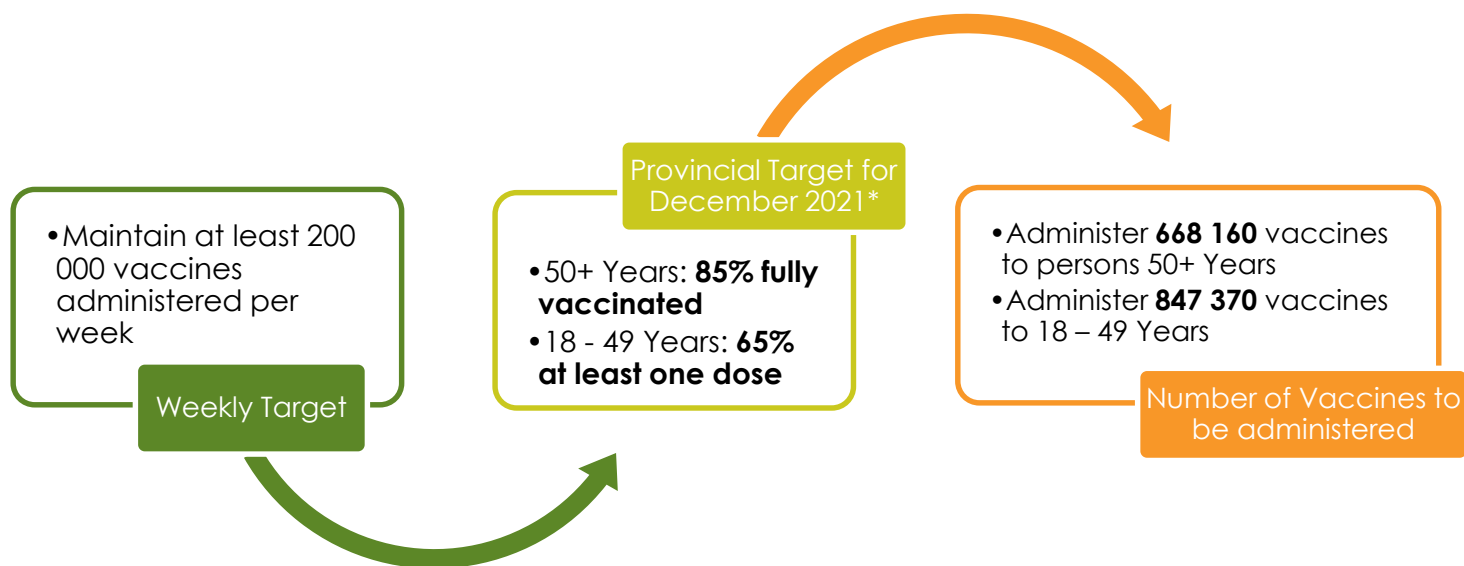 •Maintain at least 200
000 vaccines
administered per
week
Weekly Target
Provincial Target for
December 2021*
•50+ Years: 85% fully
vaccinated
•18 - 49 Years: 65%
at least one dose
•Administer 668 160 vaccines
to persons 50+ Years
•Administer 847 370 vaccines
to 18 – 49 Years
Number of Vaccines to
be administered